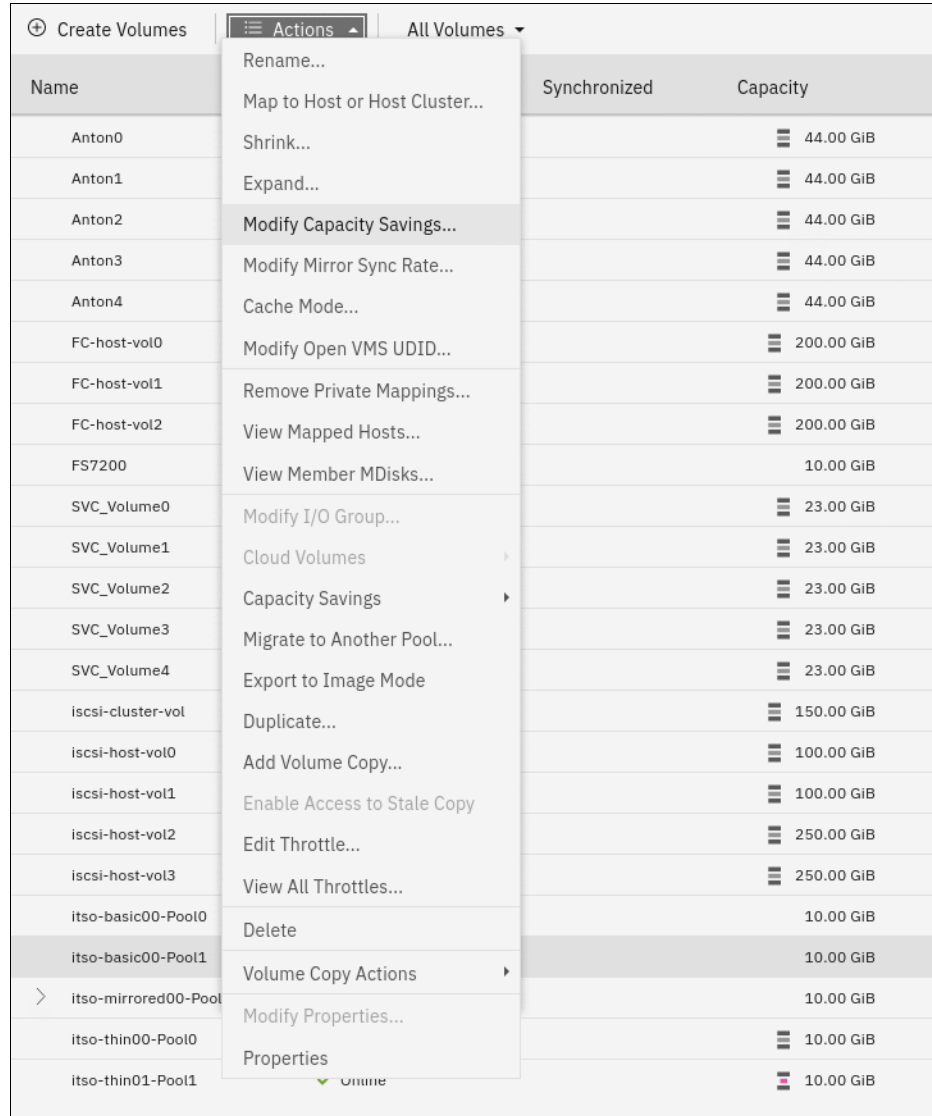 Create Volumes Actions All Volumes
Name Synchronized Capacity
Rename...
Anton0 44.00 GiB
Map to Host or Host Cluster...
Shrink...
Anton1 44.00 GiB
Expand...
Anton2 44.00 GiB
Modify Capacity Savings...
Anton3 44.00 GiB
Modify Mirror Sync Rate...
Anton4 44.00 GiB
Cache Mode...
FC-host-vol0 200.00 GiB
Modify Open VMS UDID...
FC-host-vol1 200.00 GiB
Remove Private Mappings...
FC-host-vol2 200.00 GiB
View Mapped Hosts...
FS7200 10.00 GiB
View Member MDisks...
SVC_Volume0 23.00 GiB
Modify I/O Group...
SVC_Volume1 23.00 GiB
Cloud Volumes
SVC_Volume2 23.00 GiB
Capacity Savings
SVC_Volume3 23.00 GiB
Migrate to Another Pool...
SVC_Volume4 23.00 GiB
Export to Image Mode
iscsi-cluster-vol 150.00 GiB
Duplicate...
iscsi-host-vol0 100.00 GiB
Add Volume Copy...
iscsi-host-vol1 100.00 GiB
Enable Access to Stale Copy
iscsi-host-vol2 250.00 GiB
Edit Throttle...
iscsi-host-vol3 250.00 GiB
View All Throttles...
itso-basic00-Pool0 10.00 GiB
Delete
itso-basic00-Pool1 10.00 GiB
Volume Copy Actions
itso-mirrored00-Pool 10.00 GiB
Modify Properties...
itso-thin00-Pool0 10.00 GiB
Properties
itso-thin01-Pool1 Online 10.00 GiB